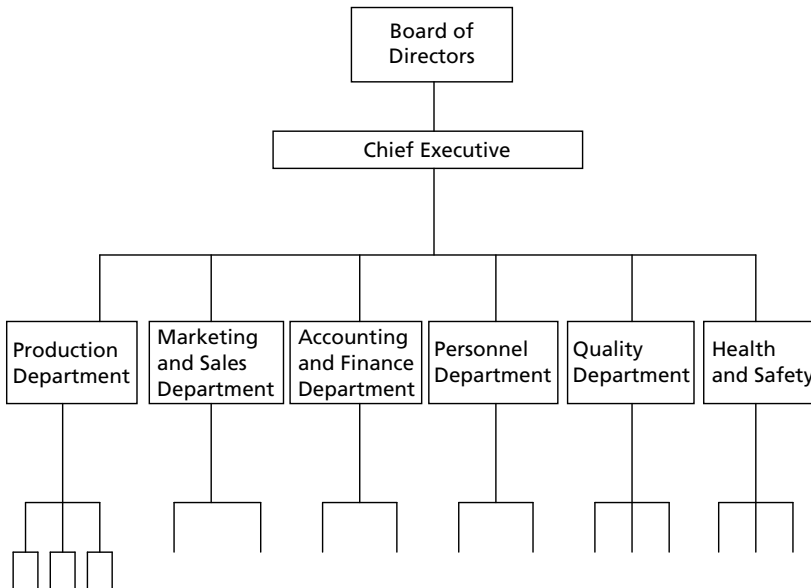 Board of
Directors
Chief Executive
Production
Department
Marketing
and Sales
Department
Accounting
and Finance
Department
Personnel
Department
Quality
Department
Health
and Safety